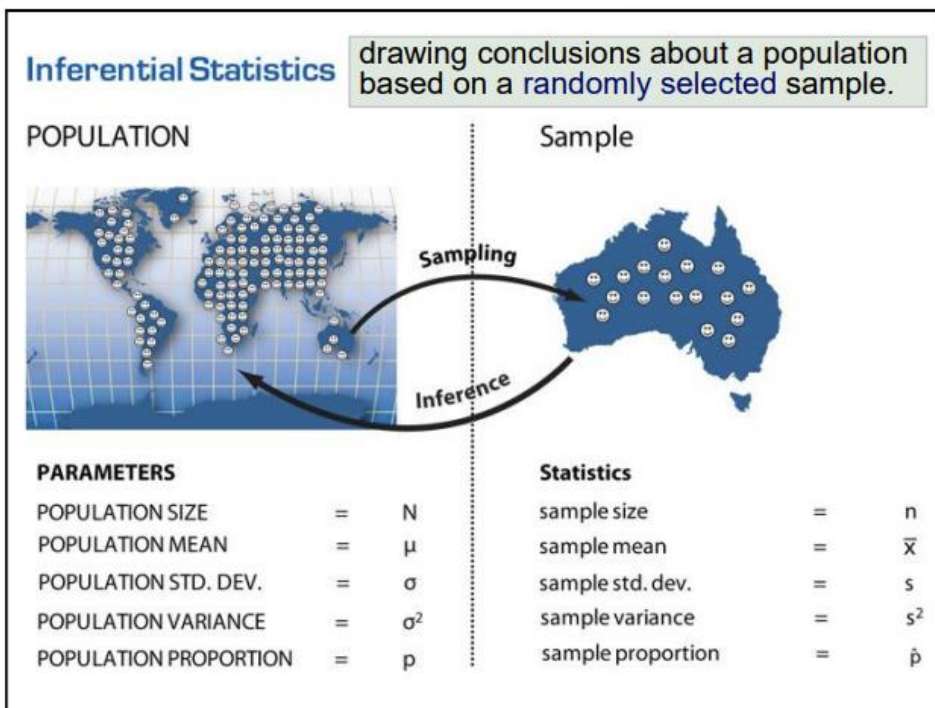 Inferential Statistics
drawing conclusions about a population
based on a randomly selected sample.
POPULATION
Sample
Sampling
Inference
PARAMETERS
POPULATION SIZE = N
POPULATION MEAN = μ
POPULATION STD. DEV. = σ
POPULATION VARIANCE = σ²
POPULATION PROPORTION = p
Statistics
sample size = n
sample mean = x̅
sample std. dev. = s
sample variance = s²
sample proportion = p̂